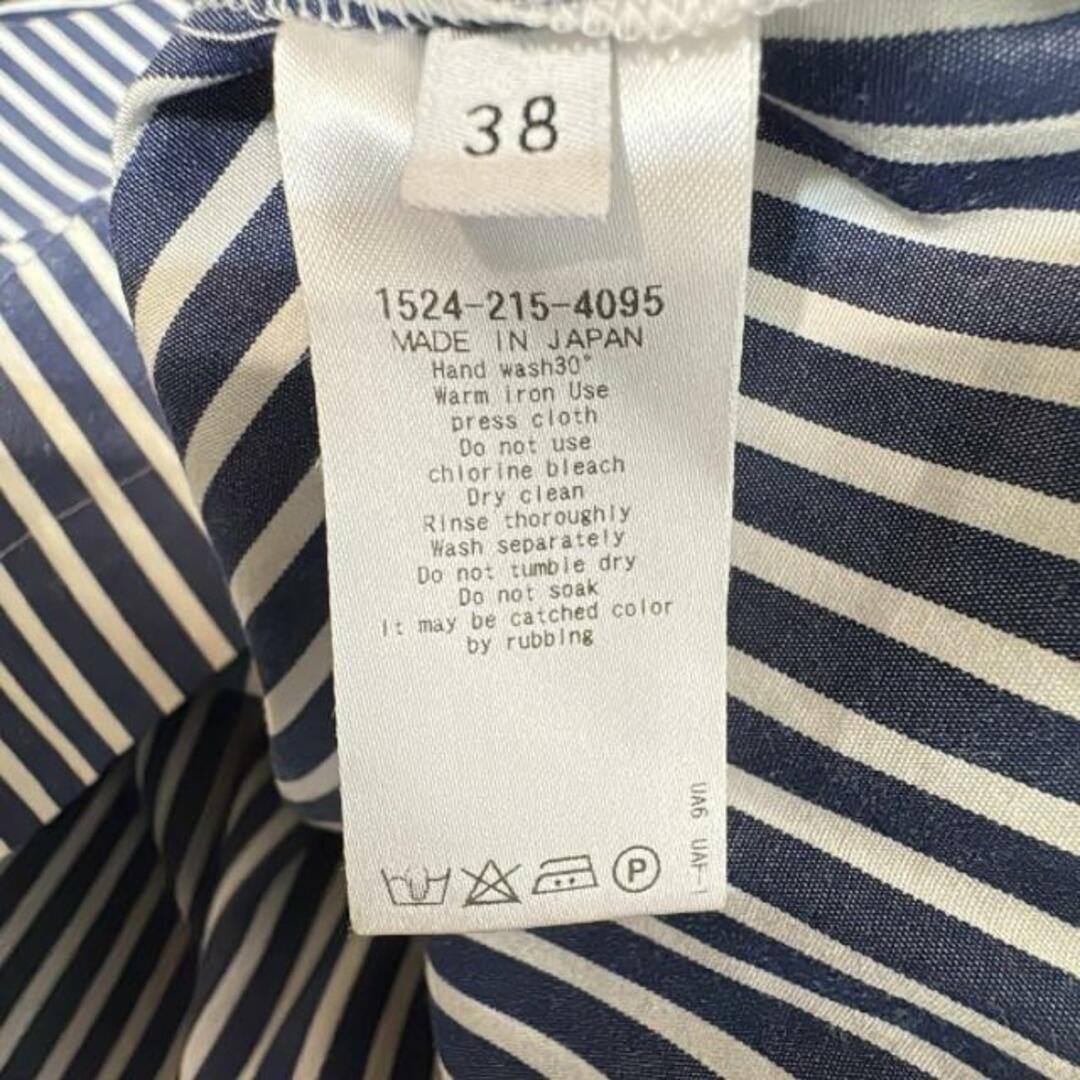 38
1524-215-4095
MADE IN JAPAN
Hand wash30°
Warm iron Use
press cloth
Do not use
chlorine bleach
Dry clean
Rinse thoroughly
Wash separately
Do not tumble dry
Do not soak
It may be catched color
by rubbing
UA6 UAF-1
P